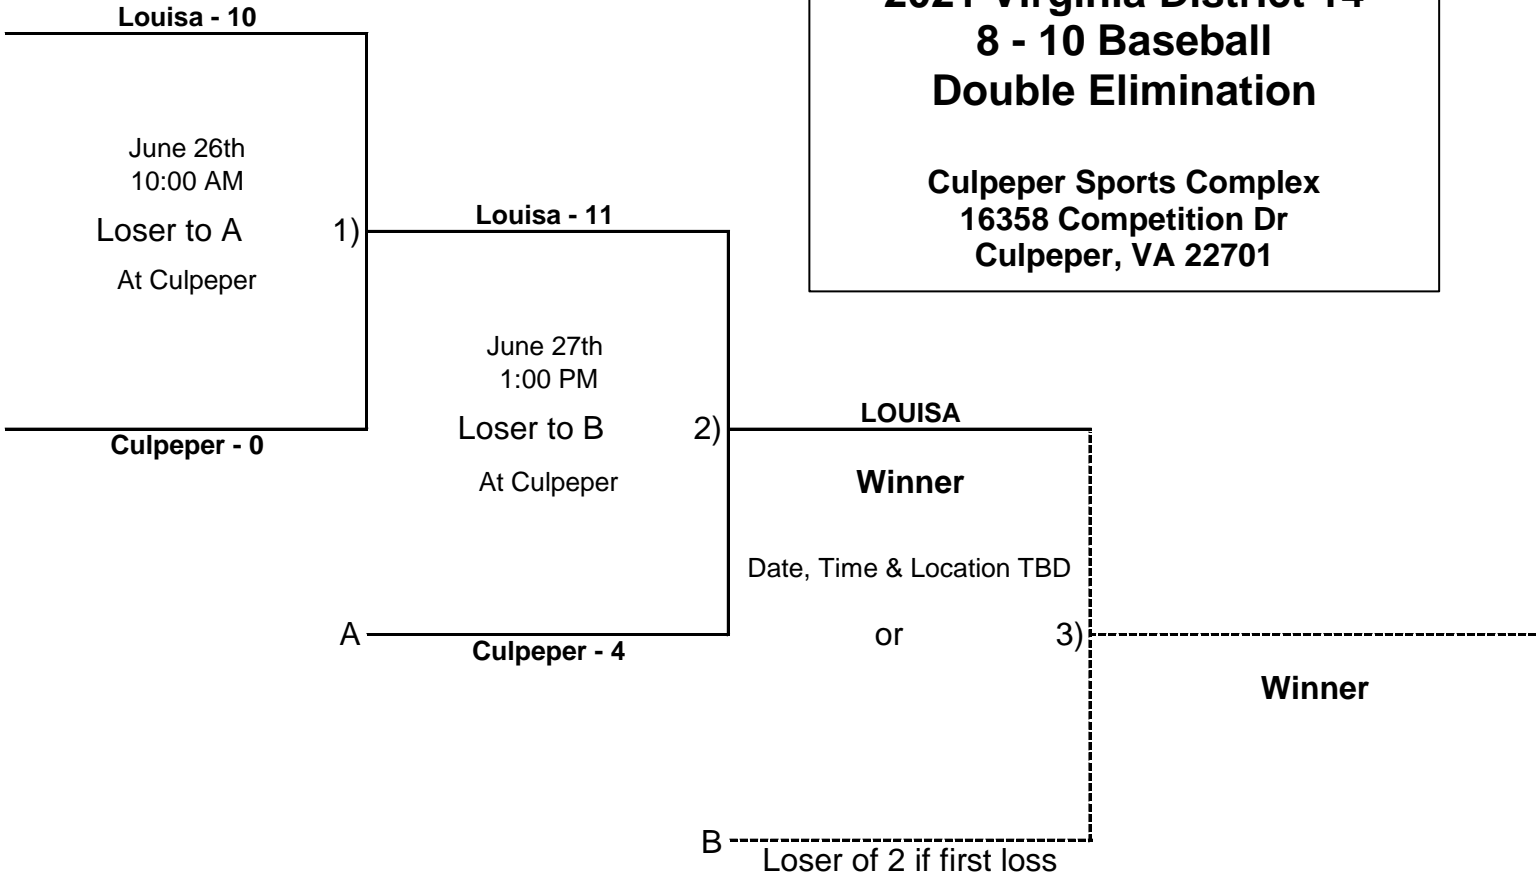 Louisa - 10
2021 Virginia District 14
8 - 10 Baseball
Double Elimination
Culpeper Sports Complex
16358 Competition Dr
Culpeper, VA 22701
June 26th
10:00 AM
Loser to A
1)
At Culpeper
Culpeper - 0
Louisa - 11
June 27th
1:00 PM
Loser to B
2)
At Culpeper
A
Culpeper - 4
LOUISA
Winner
Date, Time & Location TBD
or
3)
Winner
B
Loser of 2 if first loss